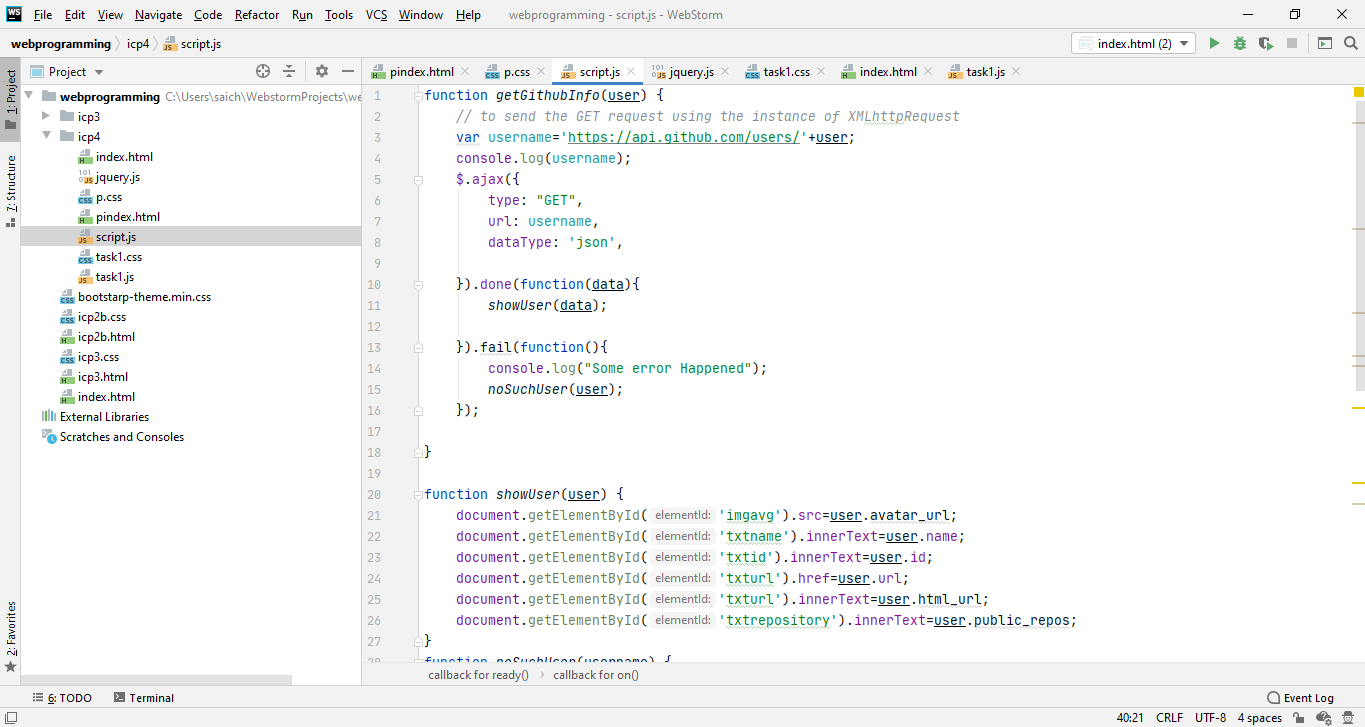 WS File Edit View Navigate Code Refactor Run Tools VCS Window Help webprogramming - script.js - WebStorm
webprogramming icp4 script.js index.html (2)
1: Project
7: Structure
2: Favorites
Project
webprogramming C:\Users\saich\WebstormProjects\we
icp3
icp4
index.html
jquery.js
p.css
pindex.html
script.js
task1.css
task1.js
bootstarp-theme.min.css
icp2b.css
icp2b.html
icp3.css
icp3.html
index.html
External Libraries
Scratches and Consoles
pindex.html p.css script.js jquery.js task1.css index.html task1.js
1 function getGithubInfo(user) {
2 // to send the GET request using the instance of XMLhttpRequest
3 var username='https://api.github.com/users/'+user;
4 console.log(username);
5 $.ajax({
6 type: "GET",
7 url: username,
8 dataType: 'json',
9
10 }).done(function(data){
11 showUser(data);
12
13 }).fail(function(){
14 console.log("Some error Happened");
15 noSuchUser(user);
16 });
17
18 }
19
20 function showUser(user) {
21 document.getElementById( elementId: 'imgavg').src=user.avatar_url;
22 document.getElementById( elementId: 'txtname').innerText=user.name;
23 document.getElementById( elementId: 'txtid').innerText=user.id;
24 document.getElementById( elementId: 'txturl').href=user.url;
25 document.getElementById( elementId: 'txturl').innerText=user.html_url;
26 document.getElementById( elementId: 'txtrepository').innerText=user.public_repos;
27 }
28 function noSuchUser(username) {
callback for ready() callback for on()
6: TODO Terminal Event Log
40:21 CRLF UTF-8 4 spaces